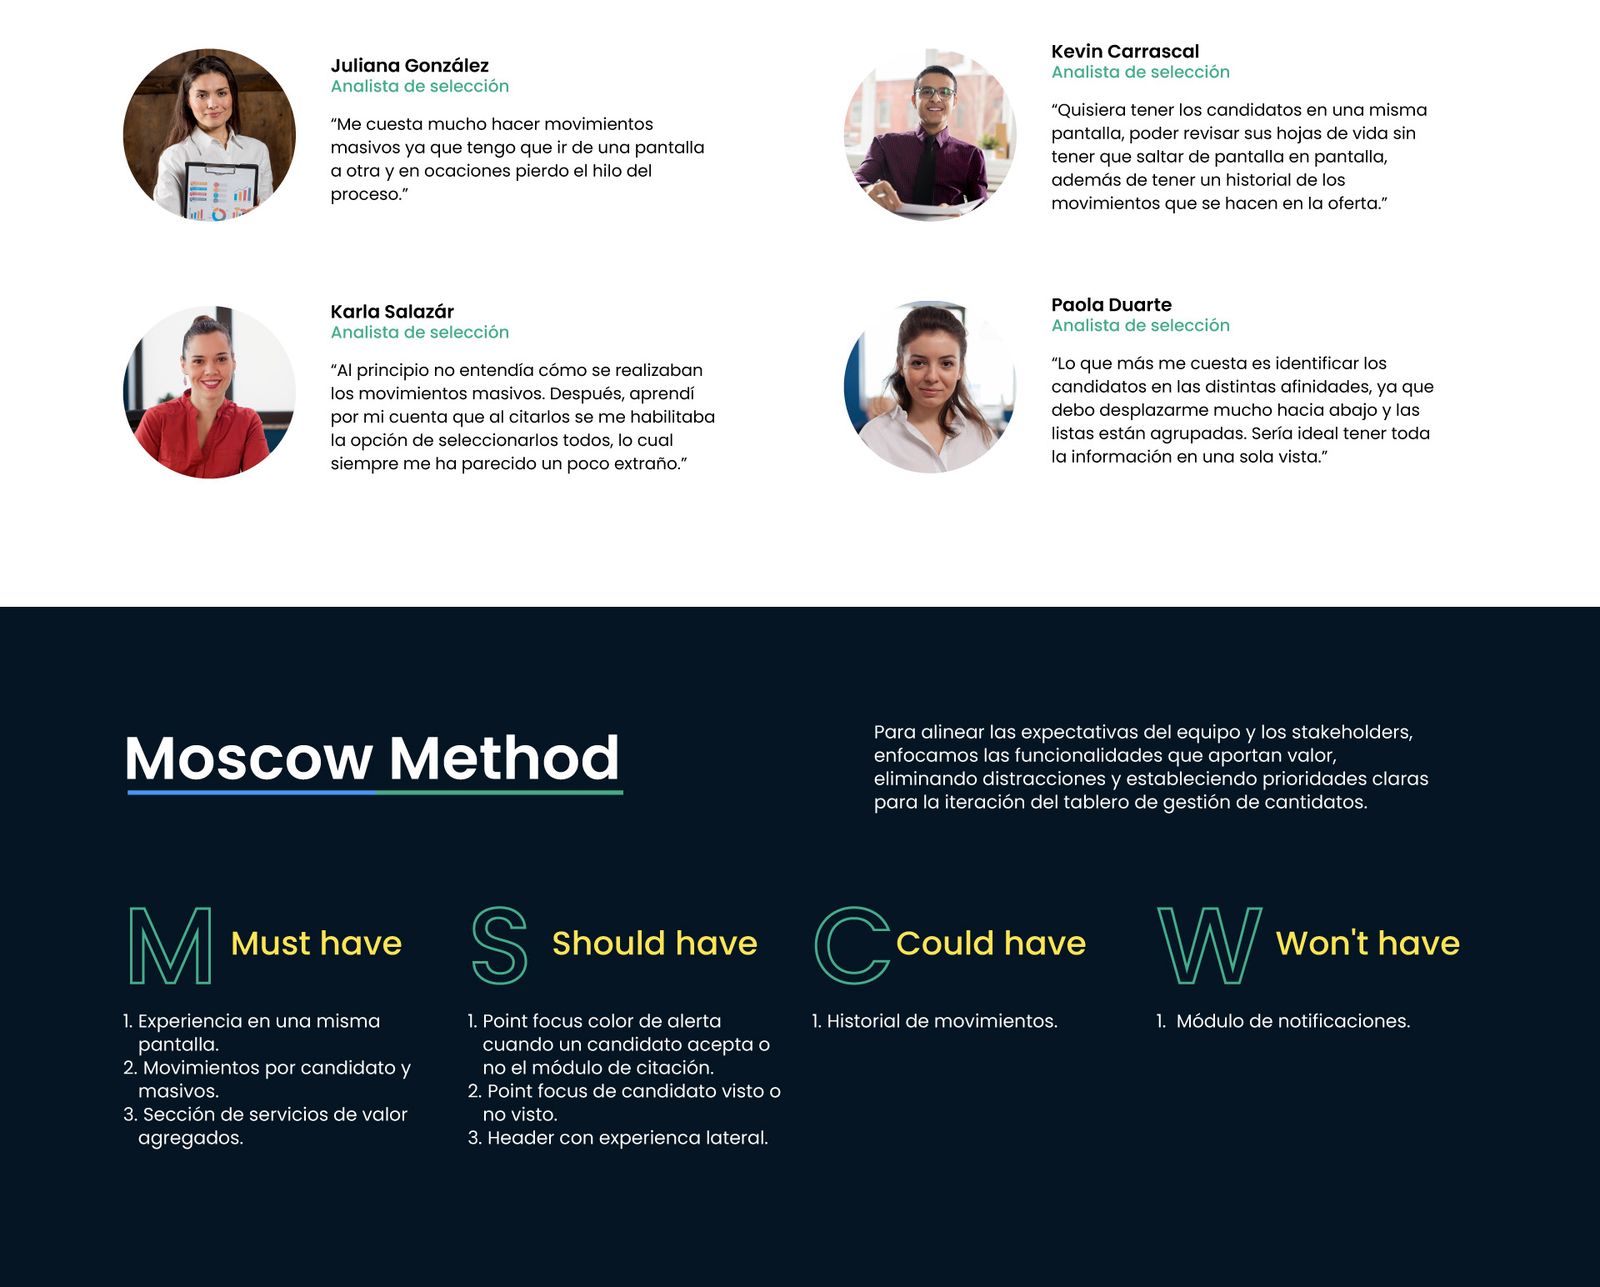 Juliana González
Analista de selección
“Me cuesta mucho hacer movimientos
masivos ya que tengo que ir de una pantalla
a otra y en ocaciones pierdo el hilo del
proceso.”
Kevin Carrascal
Analista de selección
“Quisiera tener los candidatos en una misma
pantalla, poder revisar sus hojas de vida sin
tener que saltar de pantalla en pantalla,
además de tener un historial de los
movimientos que se hacen en la oferta.”
Karla Salazár
Analista de selección
“Al principio no entendía cómo se realizaban
los movimientos masivos. Después, aprendí
por mi cuenta que al citarlos se me habilitaba
la opción de seleccionarlos todos, lo cual
siempre me ha parecido un poco extraño.”
Paola Duarte
Analista de selección
“Lo que más me cuesta es identificar los
candidatos en las distintas afinidades, ya que
debo desplazarme mucho hacia abajo y las
listas están agrupadas. Sería ideal tener toda
la información en una sola vista.”
Moscow Method
Para alinear las expectativas del equipo y los stakeholders,
enfocamos las funcionalidades que aportan valor,
eliminando distracciones y estableciendo prioridades claras
para la iteración del tablero de gestión de cantidatos.
M Must have
1. Experiencia en una misma
pantalla.
2. Movimientos por candidato y
masivos.
3. Sección de servicios de valor
agregados.
S Should have
1. Point focus color de alerta
cuando un candidato acepta o
no el módulo de citación.
2. Point focus de candidato visto o
no visto.
3. Header con experienca lateral.
C Could have
1. Historial de movimientos.
W Won't have
1. Módulo de notificaciones.